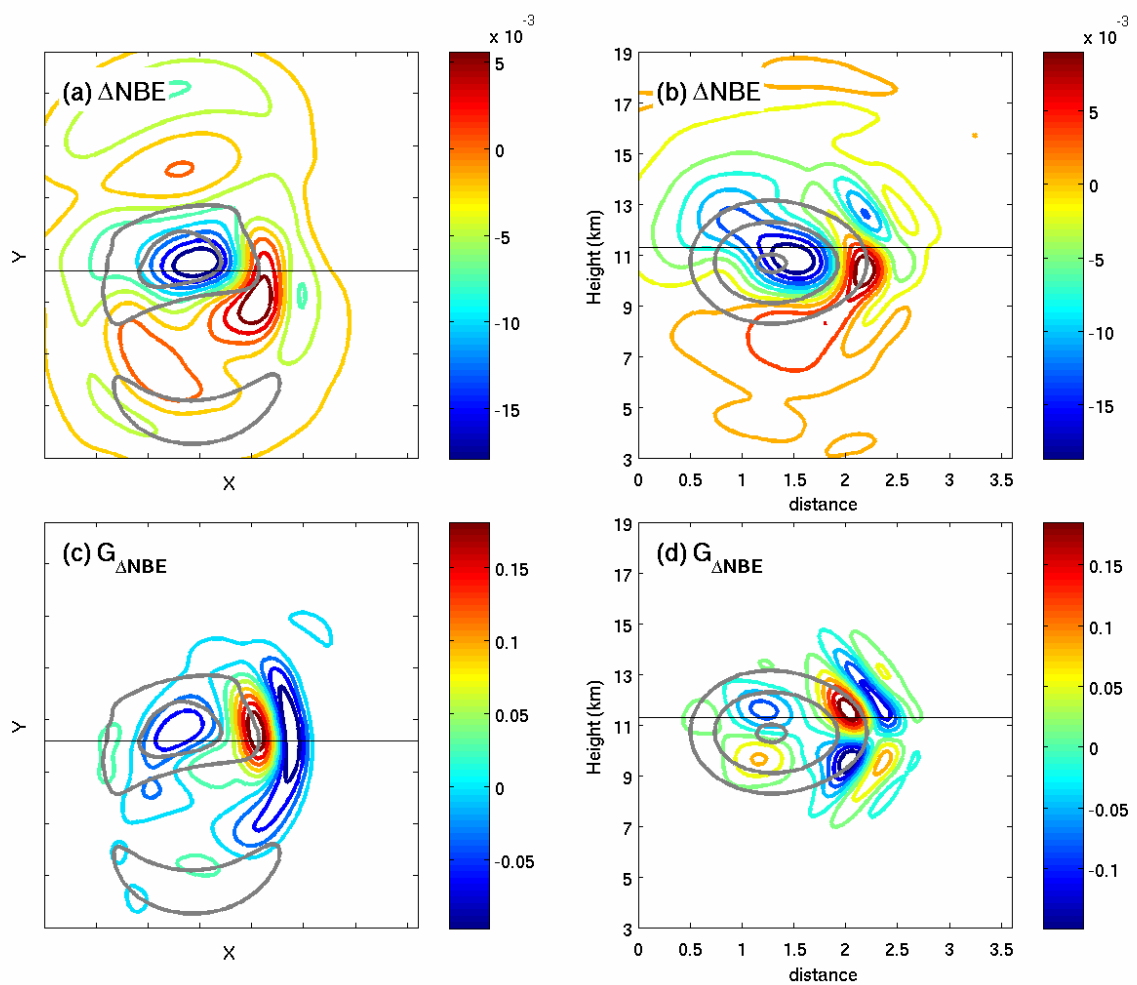 x 10⁻³
(a) ΔNBE
5
0
-5
-10
-15
Y
X
x 10⁻³
(b) ΔNBE
19
17
15
13
11
9
7
5
3
Height (km)
0 0.5 1 1.5 2 2.5 3 3.5
distance
5
0
-5
-10
-15
(c) G_ΔNBE
0.15
0.1
0.05
0
-0.05
Y
X
(d) G_ΔNBE
19
17
15
13
11
9
7
5
3
Height (km)
0 0.5 1 1.5 2 2.5 3 3.5
distance
0.15
0.1
0.05
0
-0.05
-0.1